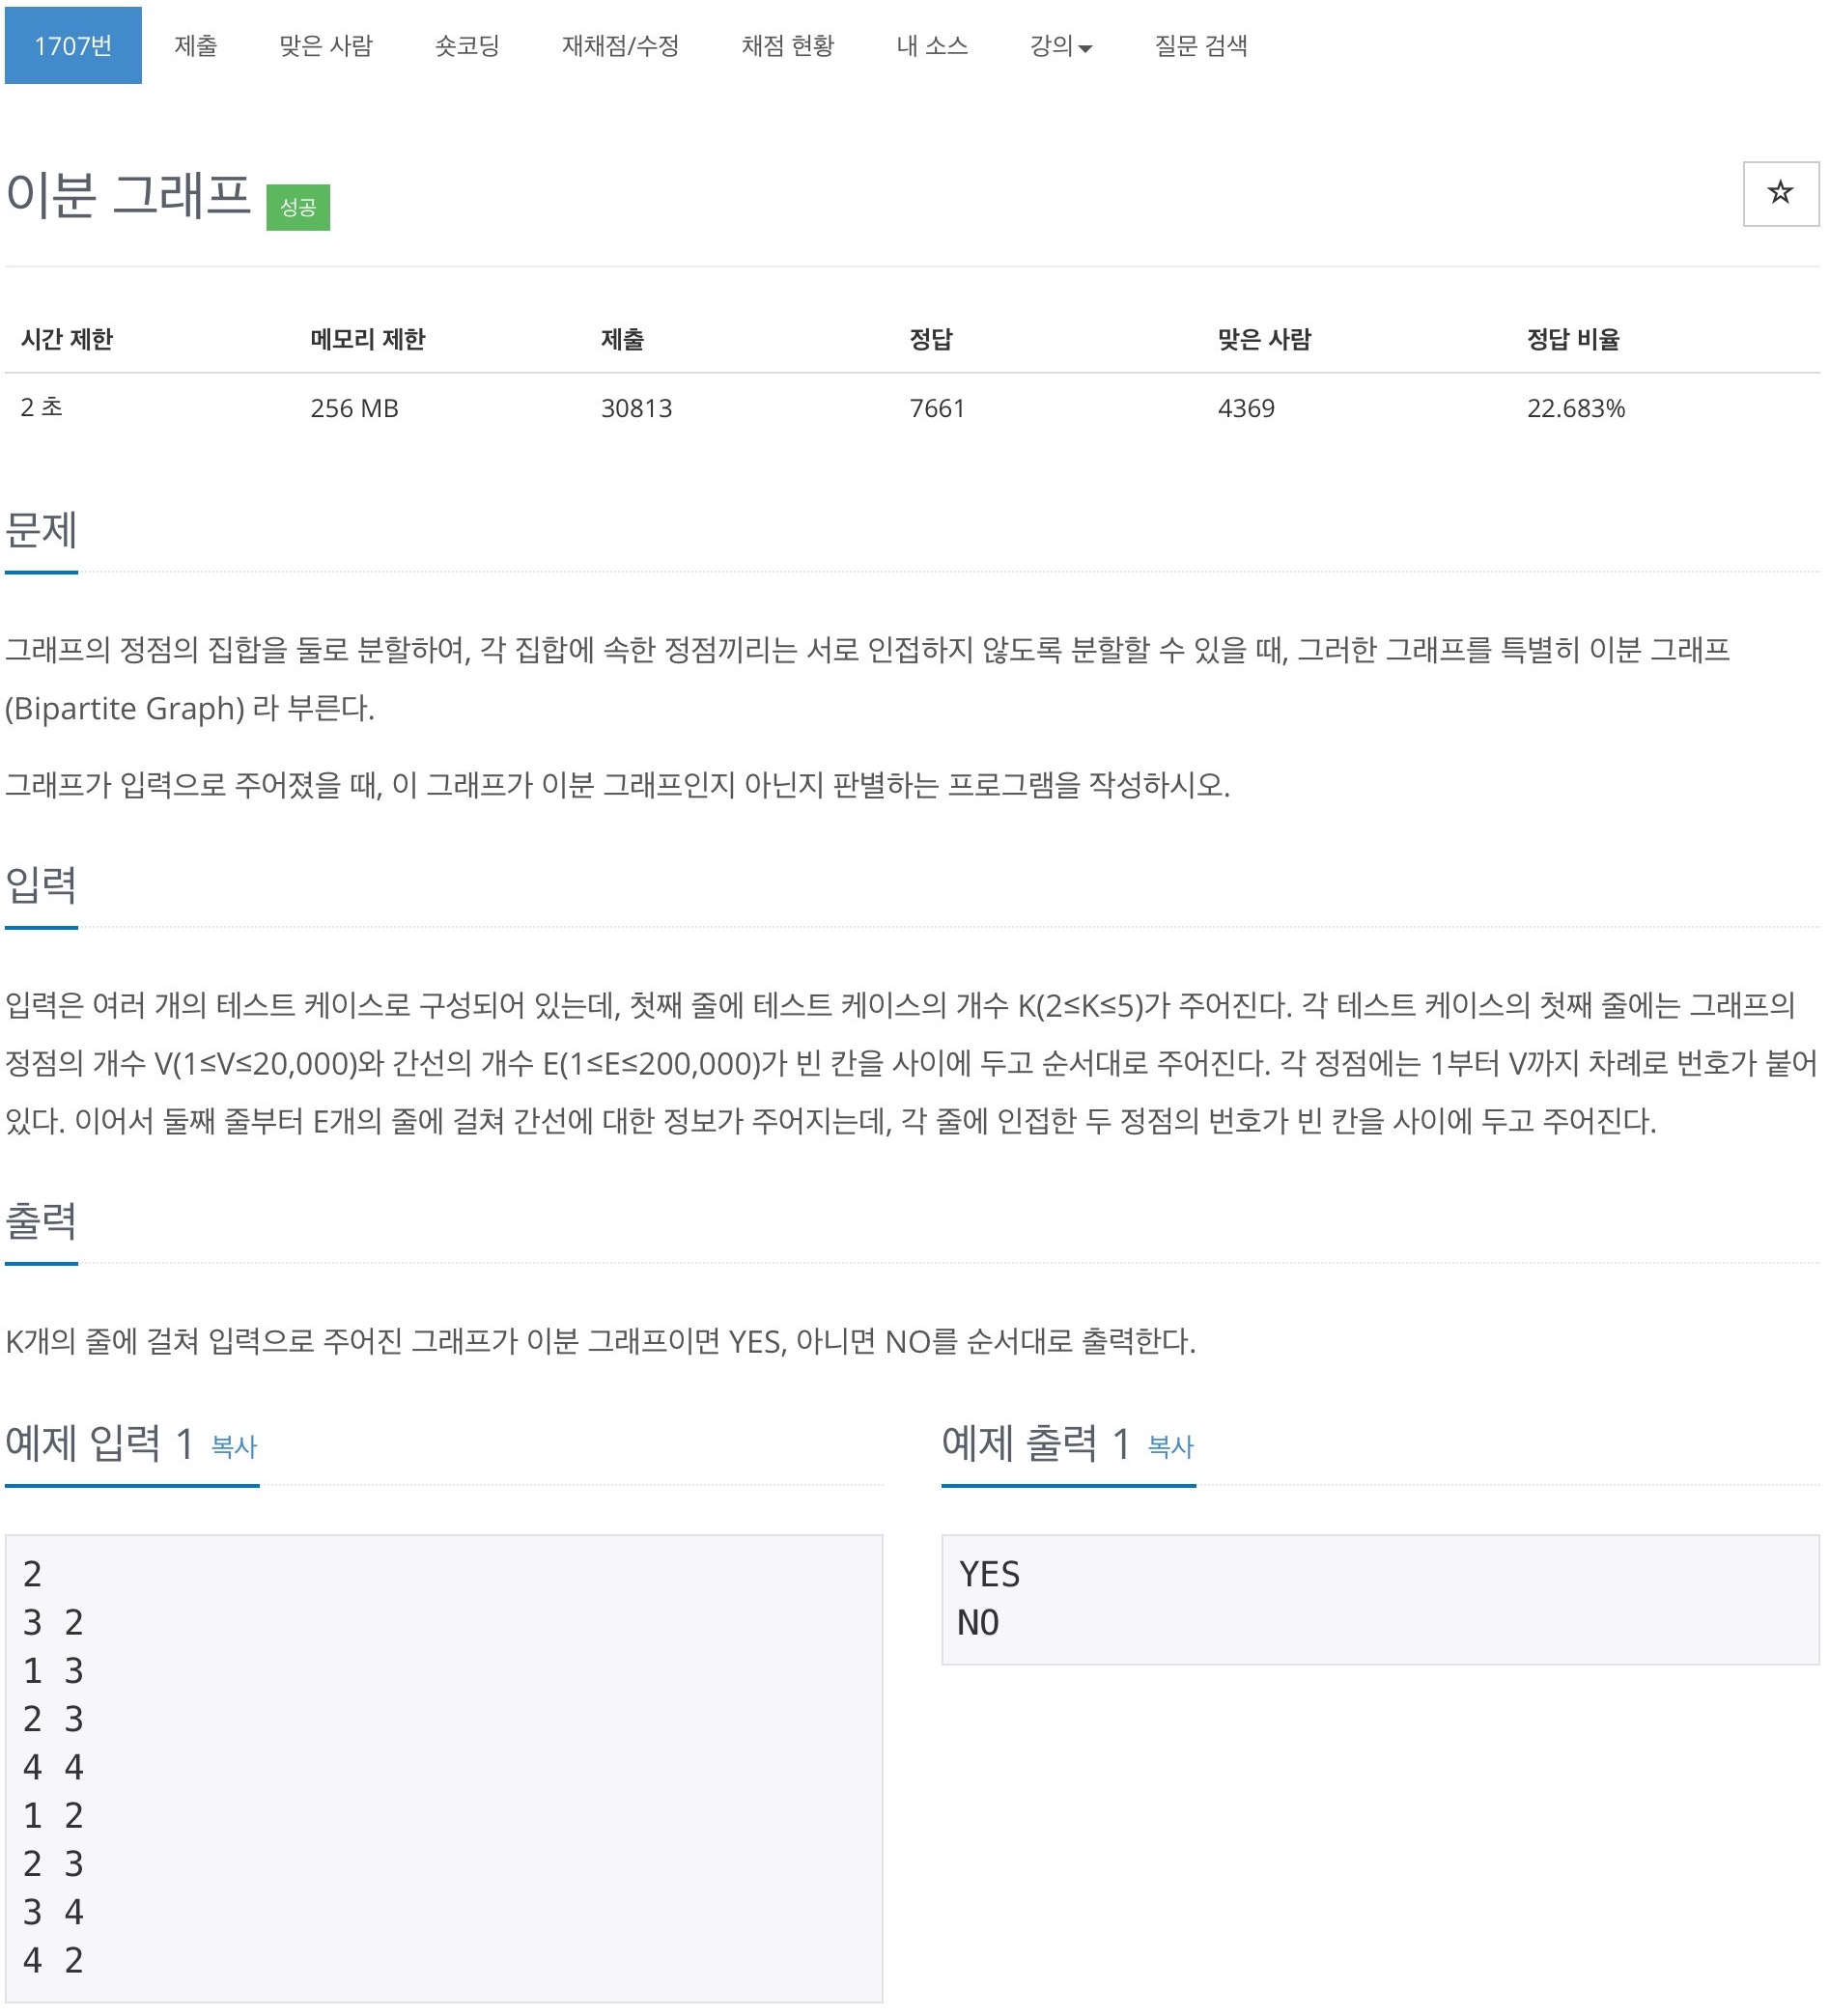 1707번 제출 맞은 사람 숏코딩 재채점/수정 채점 현황 내 소스 강의 질문 검색
이분 그래프 성공
시간 제한 메모리 제한 제출 정답 맞은 사람 정답 비율
2 초 256 MB 30813 7661 4369 22.683%
문제
그래프의 정점의 집합을 둘로 분할하여, 각 집합에 속한 정점끼리는 서로 인접하지 않도록 분할할 수 있을 때, 그러한 그래프를 특별히 이분 그래프
(Bipartite Graph) 라 부른다.
그래프가 입력으로 주어졌을 때, 이 그래프가 이분 그래프인지 아닌지 판별하는 프로그램을 작성하시오.
입력
입력은 여러 개의 테스트 케이스로 구성되어 있는데, 첫째 줄에 테스트 케이스의 개수 K(2≤K≤5)가 주어진다. 각 테스트 케이스의 첫째 줄에는 그래프의
정점의 개수 V(1≤V≤20,000)와 간선의 개수 E(1≤E≤200,000)가 빈 칸을 사이에 두고 순서대로 주어진다. 각 정점에는 1부터 V까지 차례로 번호가 붙어
있다. 이어서 둘째 줄부터 E개의 줄에 걸쳐 간선에 대한 정보가 주어지는데, 각 줄에 인접한 두 정점의 번호가 빈 칸을 사이에 두고 주어진다.
출력
K개의 줄에 걸쳐 입력으로 주어진 그래프가 이분 그래프이면 YES, 아니면 NO를 순서대로 출력한다.
예제 입력 1 복사
2
3 2
1 3
2 3
4 4
1 2
2 3
3 4
4 2
예제 출력 1 복사
YES
NO